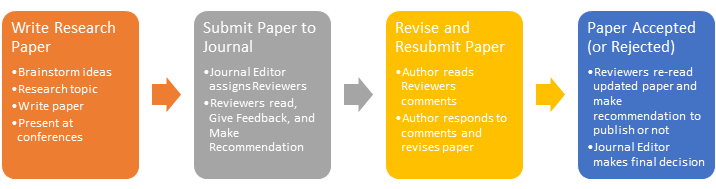 Write Research
Paper
•Brainstorm ideas
•Research topic
•Write paper
•Present at
conferences
Submit Paper to
Journal
•Journal Editor
assigns Reviewers
•Reviewers read,
Give Feedback, and
Make
Recommendation
Revise and
Resubmit Paper
•Author reads
Reviewers
comments
•Author responds to
comments and
revises paper
Paper Accepted
(or Rejected)
•Reviewers re-read
updated paper and
make
recommendation to
publish or not
•Journal Editor
makes final decision